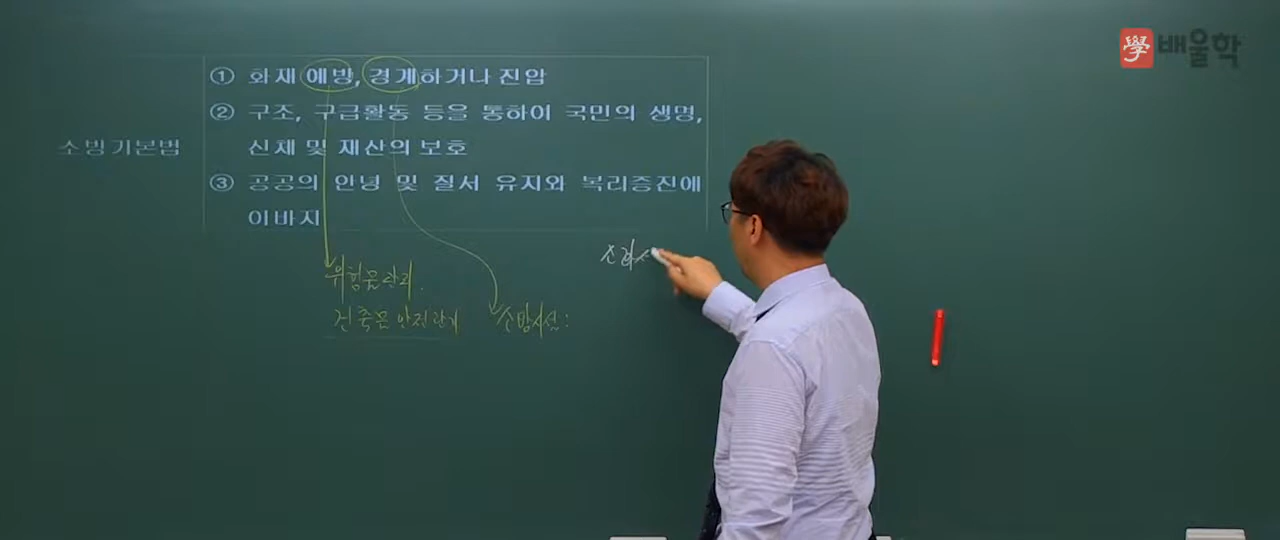 學 배울학
① 화재 예방, 경계하거나 진압
② 구조, 구급활동 등을 통하여 국민의 생명,
소방기본법 신체 및 재산의 보호
③ 공공의 안녕 및 질서 유지와 복리증진에
이바지
위험물관리.
건축물 안전관리 소방시설: